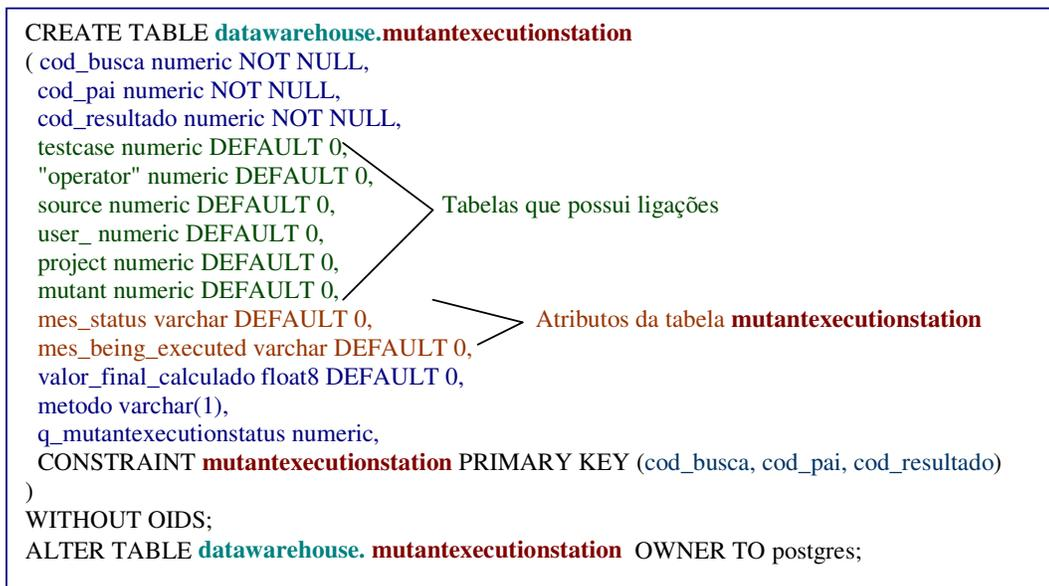 CREATE TABLE datawarehouse.mutantexecutionstation
( cod_busca numeric NOT NULL,
cod_pai numeric NOT NULL,
cod_resultado numeric NOT NULL,
testcase numeric DEFAULT 0,
"operator" numeric DEFAULT 0,
source numeric DEFAULT 0, Tabelas que possui ligações
user_ numeric DEFAULT 0,
project numeric DEFAULT 0,
mutant numeric DEFAULT 0,
mes_status varchar DEFAULT 0, Atributos da tabela mutantexecutionstation
mes_being_executed varchar DEFAULT 0,
valor_final_calculado float8 DEFAULT 0,
metodo varchar(1),
q_mutantexecutionstatus numeric,
CONSTRAINT mutantexecutionstation PRIMARY KEY (cod_busca, cod_pai, cod_resultado)
)
WITHOUT OIDS;
ALTER TABLE datawarehouse. mutantexecutionstation OWNER TO postgres;